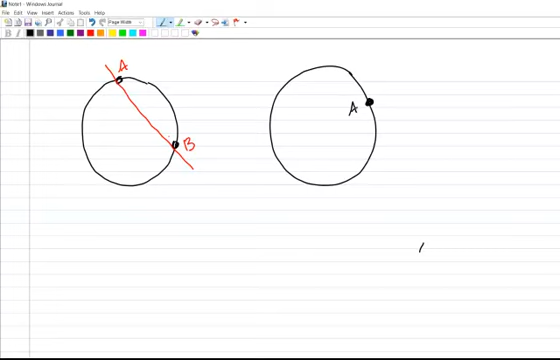 Note1 - Windows Journal
File Edit View Insert Actions Tools Help
Page Width
B
A
B
A